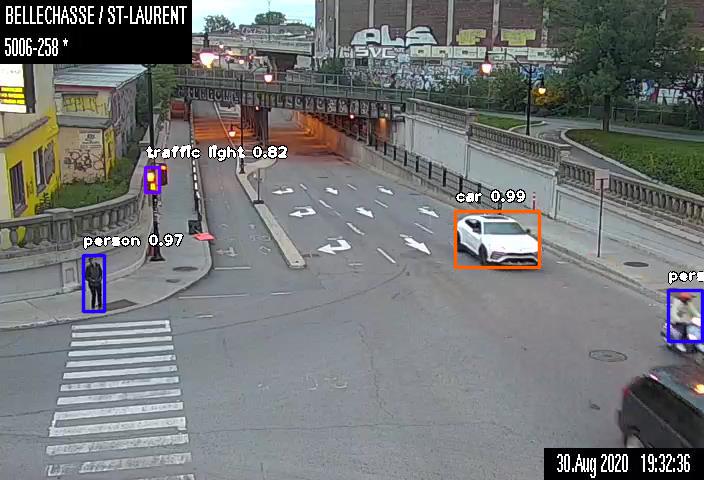 BELLECHASSE / ST-LAURENT
5006-258 *
traffic light 0.82
car 0.99
person 0.97
pers
30.Aug 2020 19:32:36